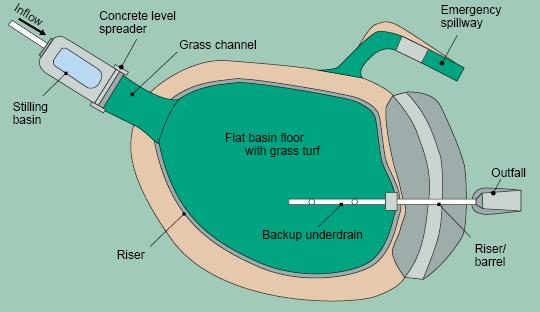 Inflow
Concrete level
spreader
Grass channel
Emergency
spillway
Stilling
basin
Flat basin floor
with grass turf
Outfall
Backup underdrain
Riser
Riser/
barrel